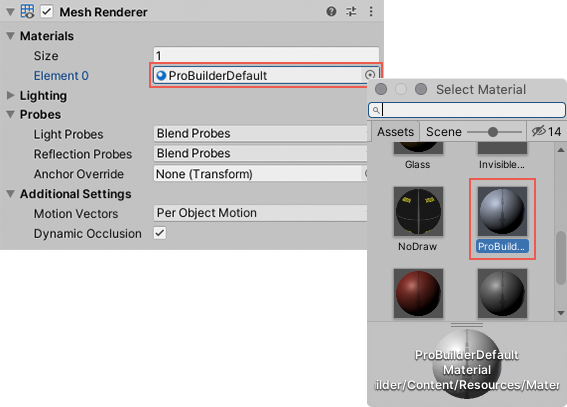 Mesh Renderer
Materials
Size 1
Element 0 ProBuilderDefault
Lighting
Probes
Light Probes Blend Probes
Reflection Probes Blend Probes
Anchor Override None (Transform)
Additional Settings
Motion Vectors Per Object Motion
Dynamic Occlusion
Select Material
Assets Scene 14
Glass Invisible...
NoDraw ProBuild...
ProBuilderDefault
Material
ilder/Content/Resources/Mater